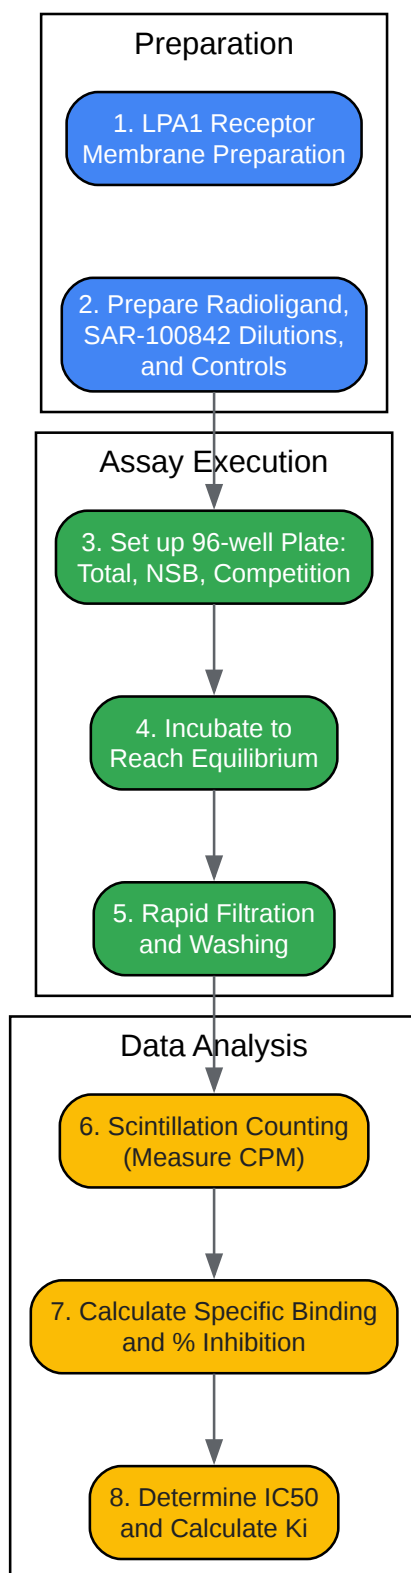 Preparation
1. LPA1 Receptor
Membrane Preparation
2. Prepare Radioligand,
SAR-100842 Dilutions,
and Controls
Assay Execution
3. Set up 96-well Plate:
Total, NSB, Competition
4. Incubate to
Reach Equilibrium
5. Rapid Filtration
and Washing
Data Analysis
6. Scintillation Counting
(Measure CPM)
7. Calculate Specific Binding
and % Inhibition
8. Determine IC50
and Calculate Ki